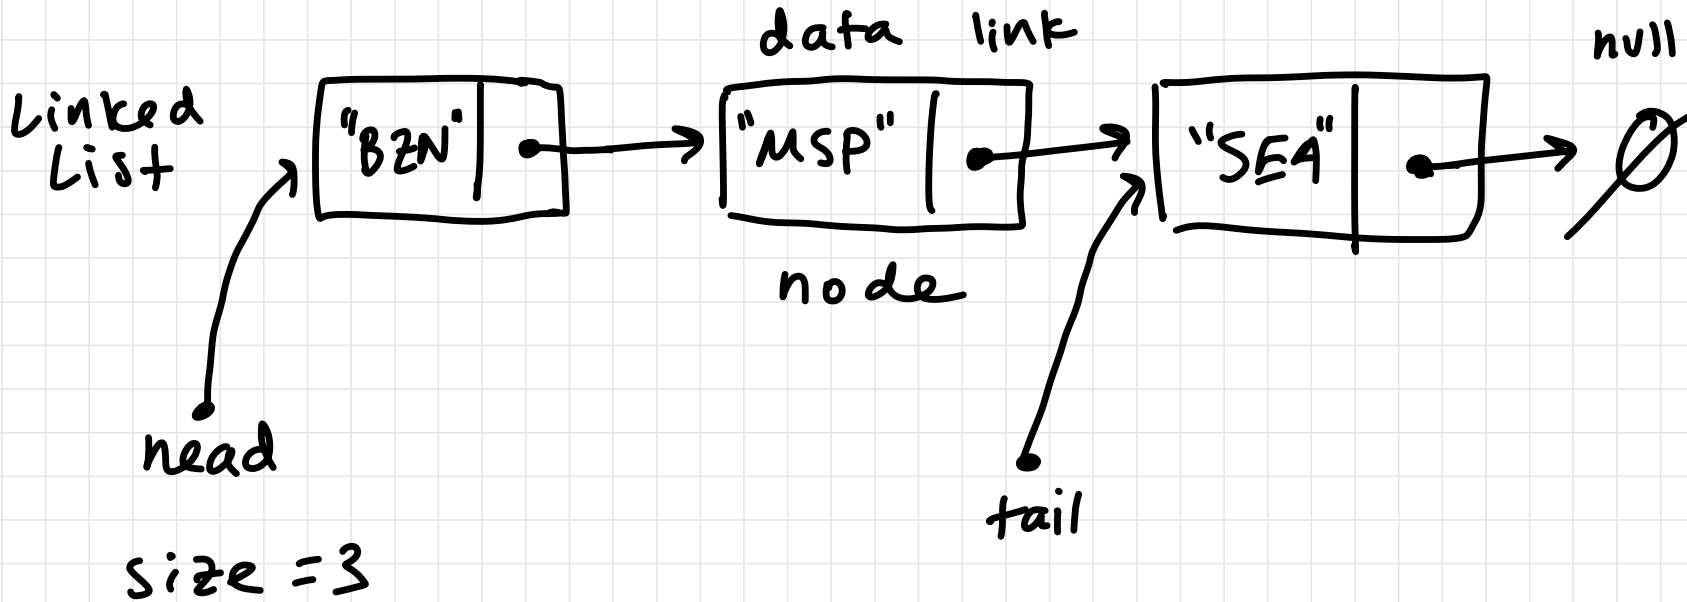 data link
null
Linked
List
"BZN"
"MSP"
"SEA"
node
head
tail
size = 3